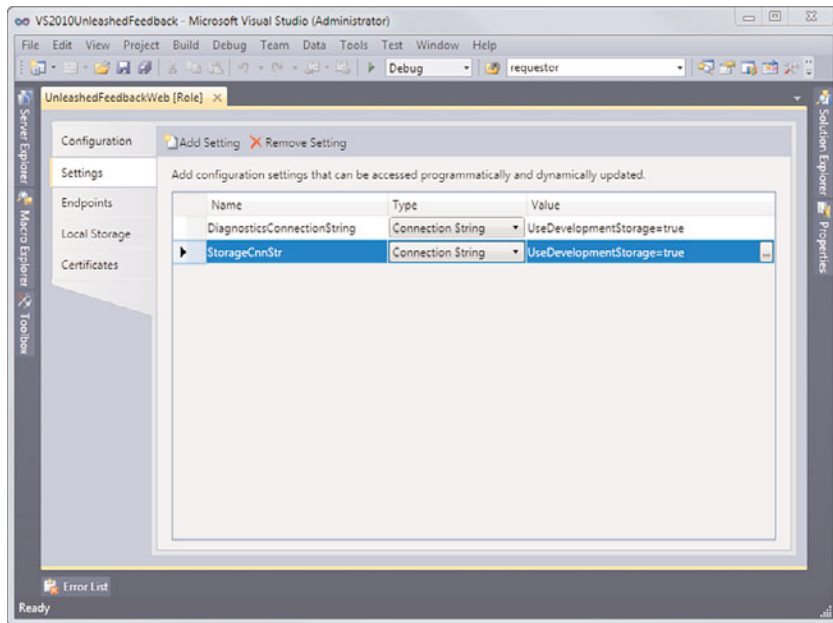 VS2010UnleashedFeedback - Microsoft Visual Studio (Administrator)
File Edit View Project Build Debug Team Data Tools Test Window Help
Debug requestor
UnleashedFeedbackWeb [Role]
Server Explorer
Macro Explorer
Toolbox
Configuration
Settings
Endpoints
Local Storage
Certificates
Add Setting Remove Setting
Add configuration settings that can be accessed programmatically and dynamically updated.
Name Type Value
DiagnosticsConnectionString Connection String UseDevelopmentStorage=true
StorageCnnStr Connection String UseDevelopmentStorage=true ...
Solution Explorer
Properties
Error List
Ready